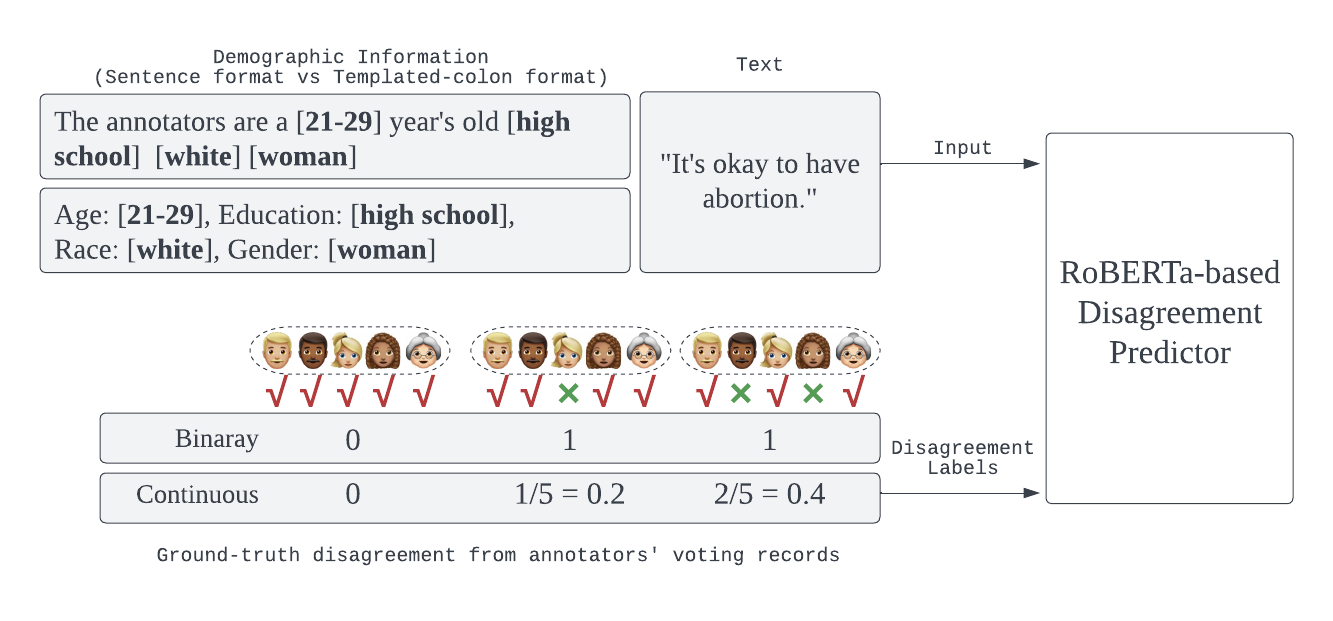 Demographic Information
(Sentence format vs Templated-colon format)
Text
The annotators are a [21-29] year's old [high
school]  [white] [woman]
Age: [21-29], Education: [high school],
Race: [white], Gender: [woman]
"It's okay to have
abortion."
Input
RoBERTa-based
Disagreement
Predictor
√ √ √ √ √ √ √ × √ √ √ × √ × √
Binaray 0 1 1
Continuous 0 1/5 = 0.2 2/5 = 0.4
Disagreement
Labels
Ground-truth disagreement from annotators' voting records